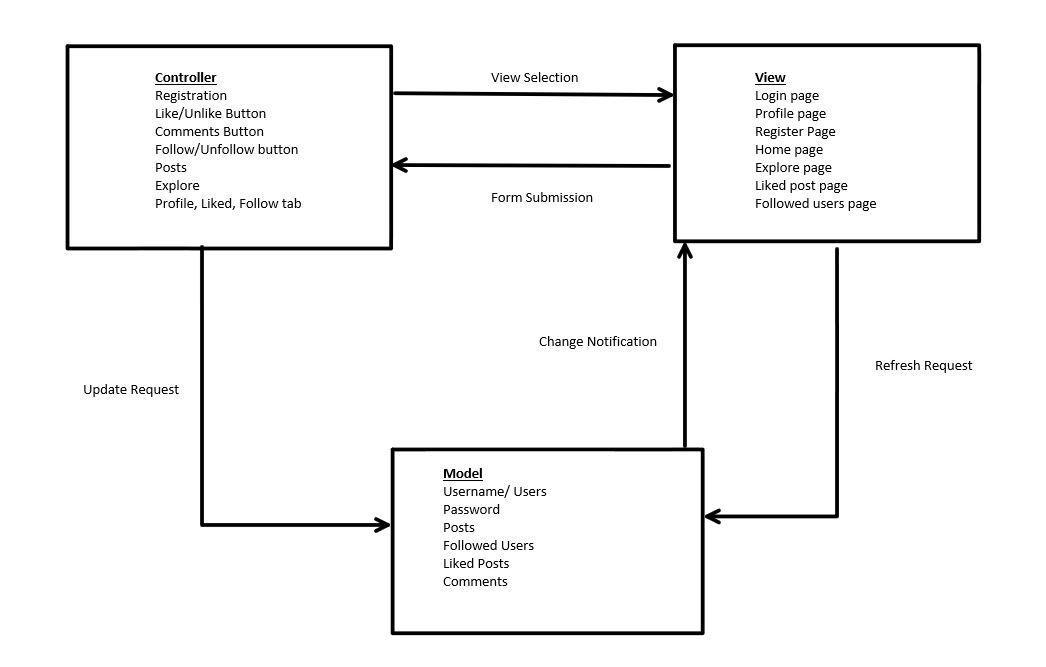 Controller
Registration
Like/Unlike Button
Comments Button
Follow/Unfollow button
Posts
Explore
Profile, Liked, Follow tab
View Selection
Form Submission
View
Login page
Profile page
Register Page
Home page
Explore page
Liked post page
Followed users page
Change Notification
Refresh Request
Update Request
Model
Username/ Users
Password
Posts
Followed Users
Liked Posts
Comments